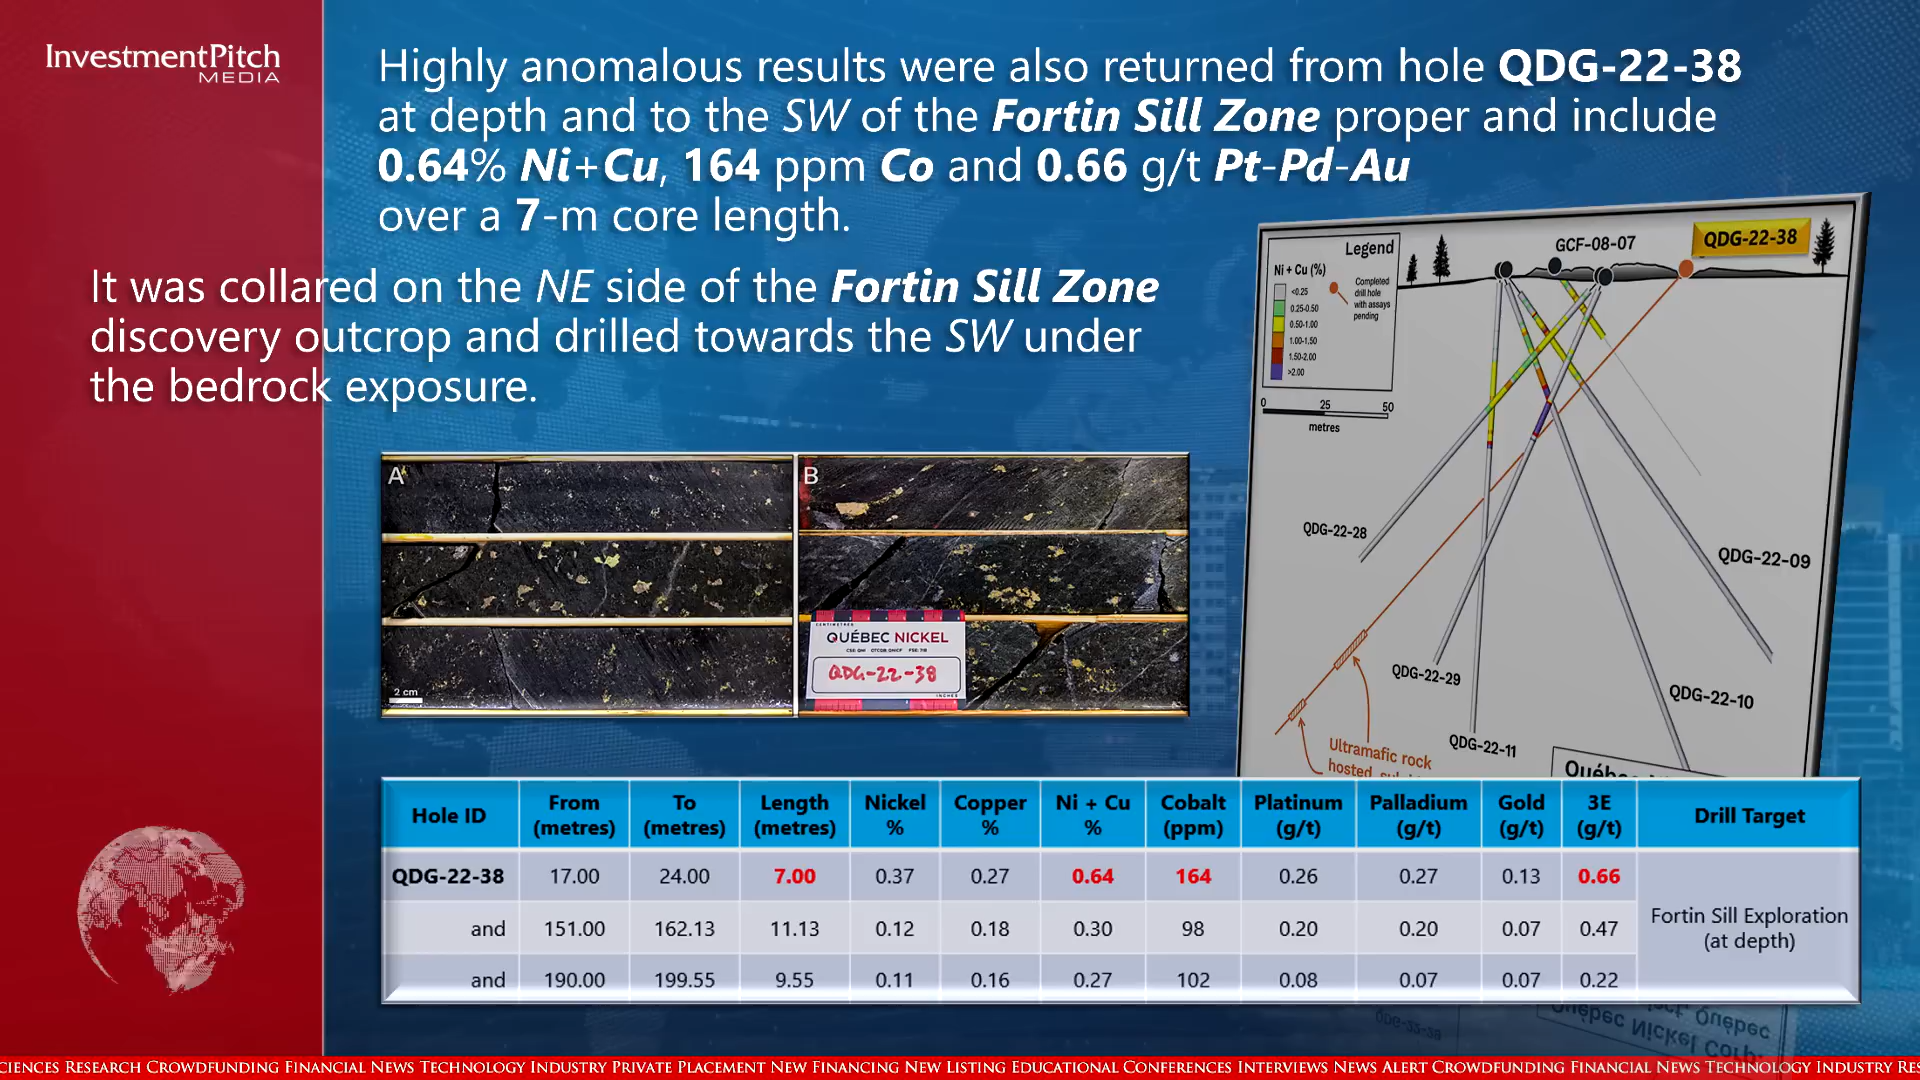 InvestmentPitch
MEDIA
Highly anomalous results were also returned from hole QDG-22-38
at depth and to the SW of the Fortin Sill Zone proper and include
0.64% Ni+Cu, 164 ppm Co and 0.66 g/t Pt-Pd-Au
over a 7-m core length.
It was collared on the NE side of the Fortin Sill Zone
discovery outcrop and drilled towards the SW under
the bedrock exposure.
Legend
Ni + Cu (%)
<0.25
0.25-0.50
0.50-1.00
1.00-1.50
1.50-2.00
>2.00
Completed
drill hole
with assays
pending
0 25 50
metres
GCF-08-07
QDG-22-38
QDG-22-28
QDG-22-09
QDG-22-29
QDG-22-10
QDG-22-11
Ultramafic rock
hosted
A
2 cm
B
CENTIMETRES
QUÉBEC NICKEL
QDG-22-38
INCHES
Hole ID From (metres) To (metres) Length (metres) Nickel % Copper % Ni + Cu % Cobalt (ppm) Platinum (g/t) Palladium (g/t) Gold (g/t) 3E (g/t) Drill Target
QDG-22-38 17.00 24.00 7.00 0.37 0.27 0.64 164 0.26 0.27 0.13 0.66
and 151.00 162.13 11.13 0.12 0.18 0.30 98 0.20 0.20 0.07 0.47
and 190.00 199.55 9.55 0.11 0.16 0.27 102 0.08 0.07 0.07 0.22
Fortin Sill Exploration
(at depth)
Québec Nickel Corp.
CIENCES RESEARCH CROWDFUNDING FINANCIAL NEWS TECHNOLOGY INDUSTRY PRIVATE PLACEMENT NEW FINANCING NEW LISTING EDUCATIONAL CONFERENCES INTERVIEWS NEWS ALERT CROWDFUNDING FINANCIAL NEWS TECHNOLOGY INDUSTRY RES